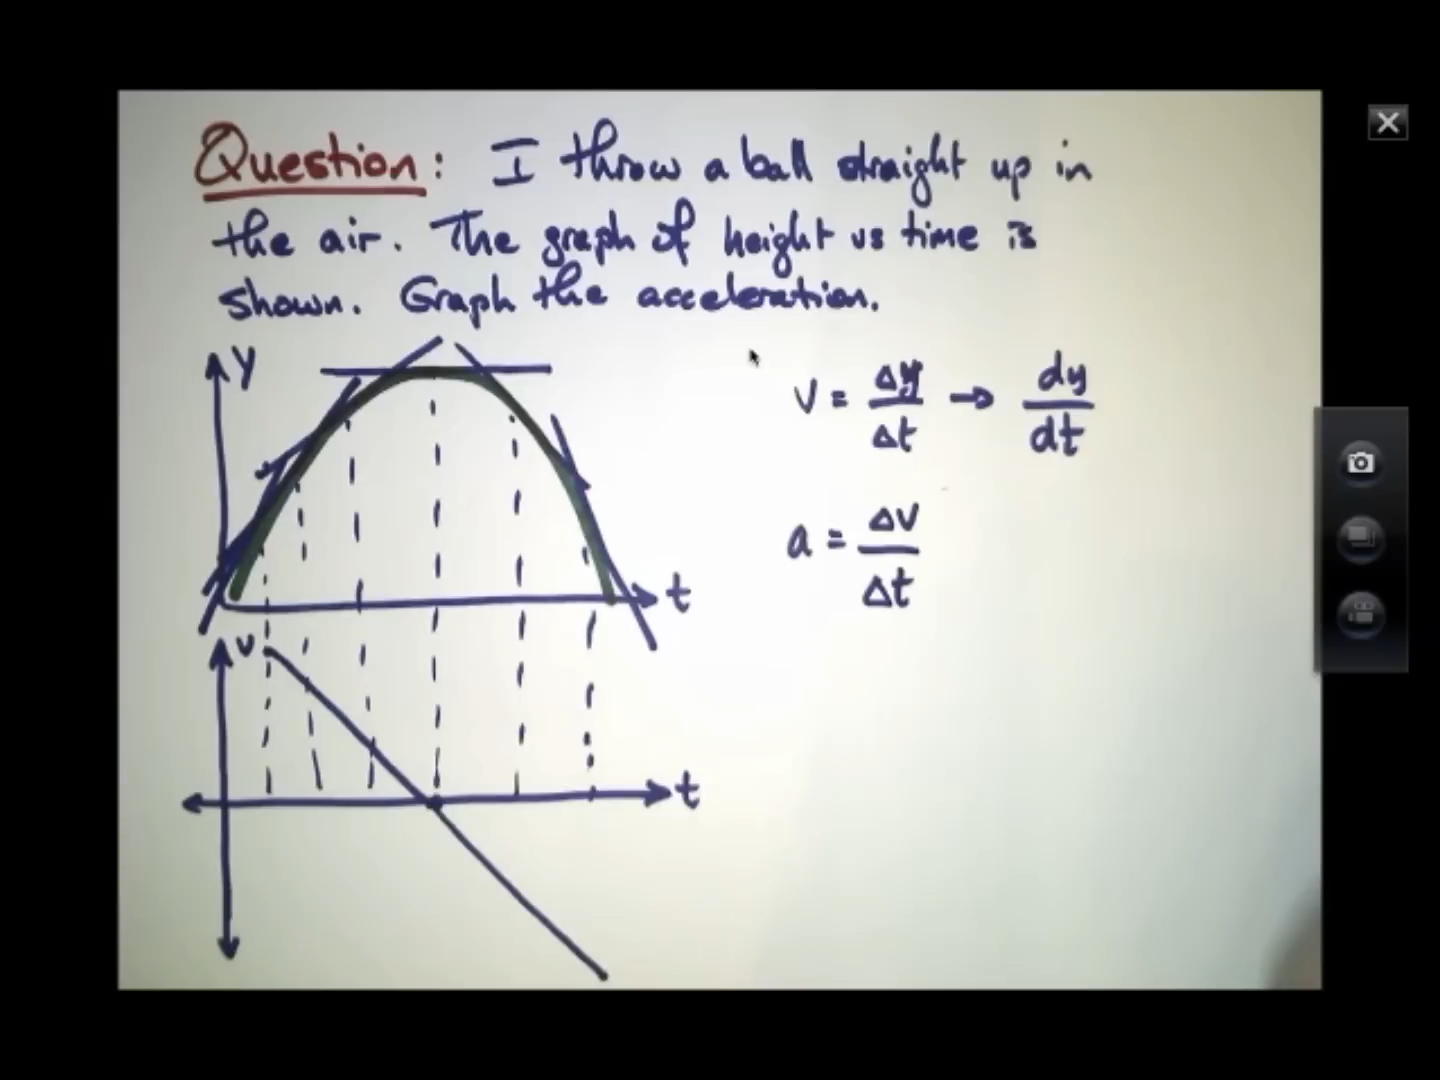 Question: I throw a ball straight up in
the air. The graph of height vs time is
shown. Graph the acceleration.
y
v = Δy/Δt → dy/dt
a = Δv/Δt
t
v
t